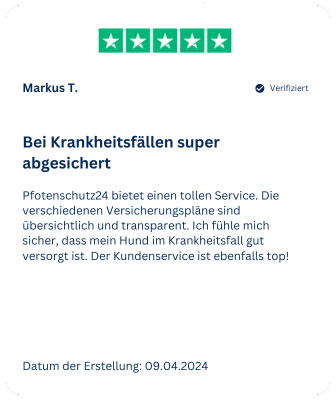 Markus T.
Verifiziert
Bei Krankheitsfällen super
abgesichert
Pfotenschutz24 bietet einen tollen Service. Die
verschiedenen Versicherungspläne sind
übersichtlich und transparent. Ich fühle mich
sicher, dass mein Hund im Krankheitsfall gut
versorgt ist. Der Kundenservice ist ebenfalls top!
Datum der Erstellung: 09.04.2024